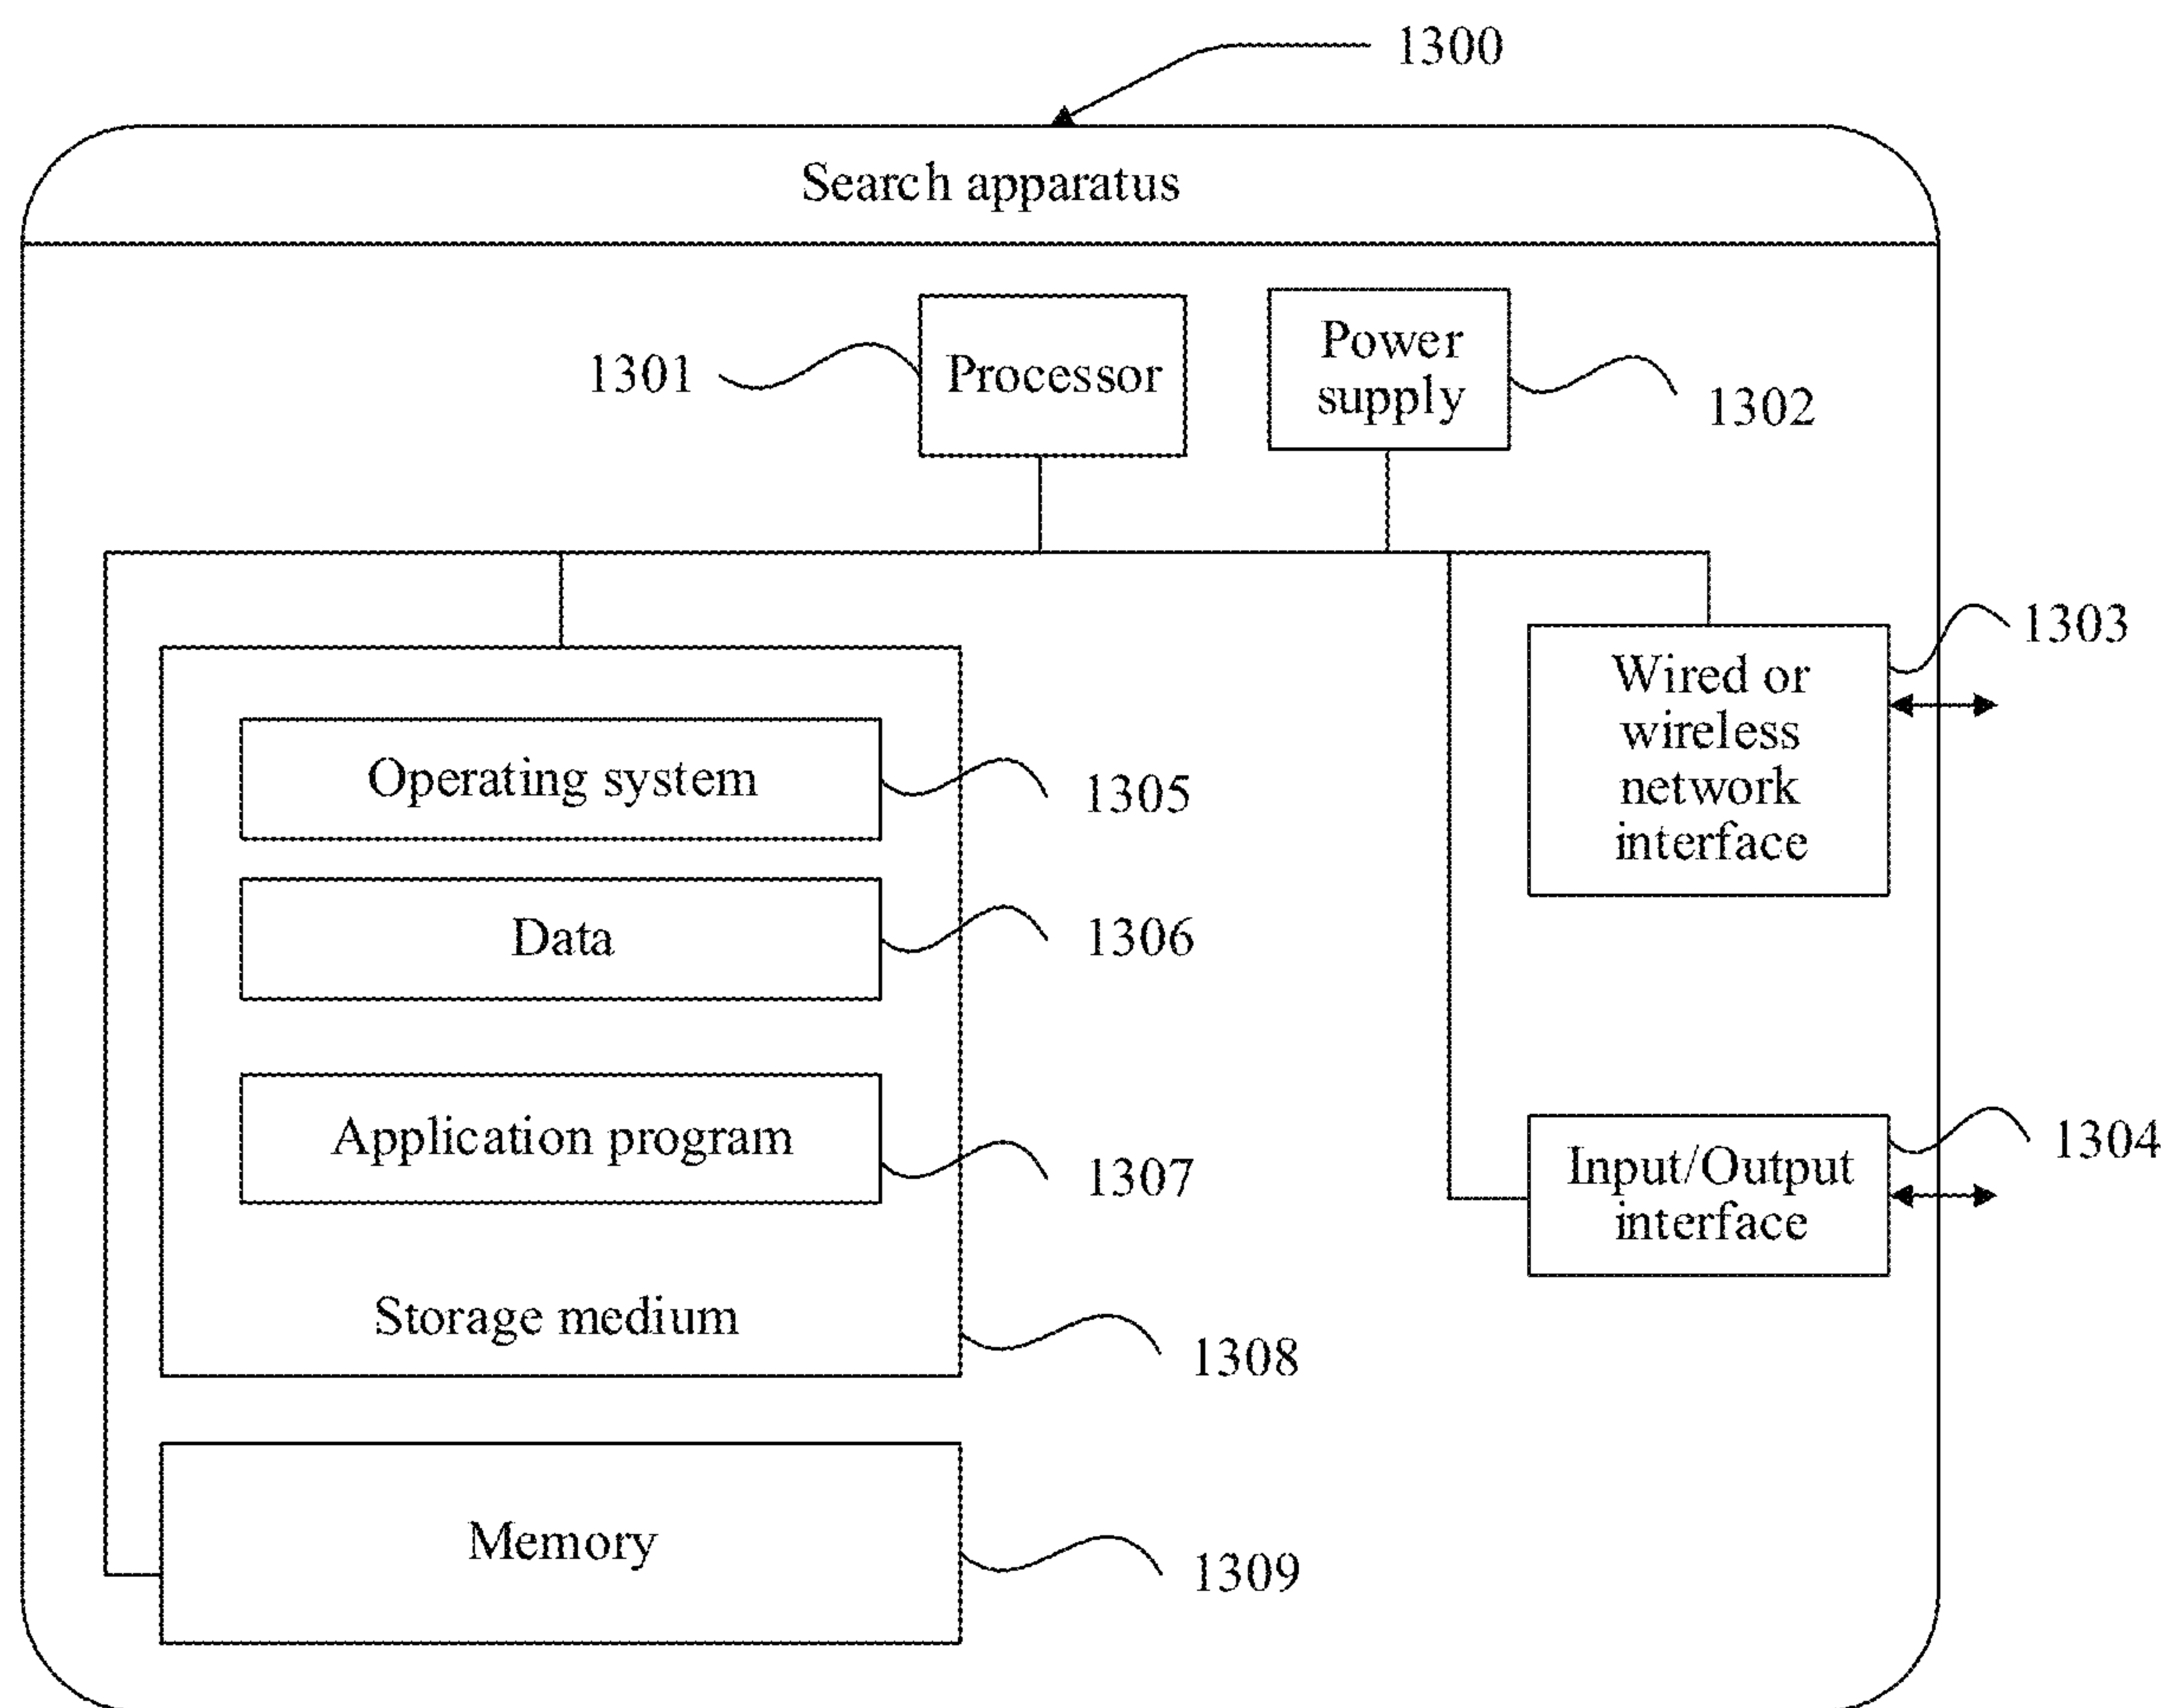 1300
Search apparatus
1301
Processor
Power
supply
1302
1303
Wired or
wireless
network
interface
Operating system
1305
Data
1306
Application program
1307
1304
Input/Output
interface
Storage medium
1308
Memory
1309